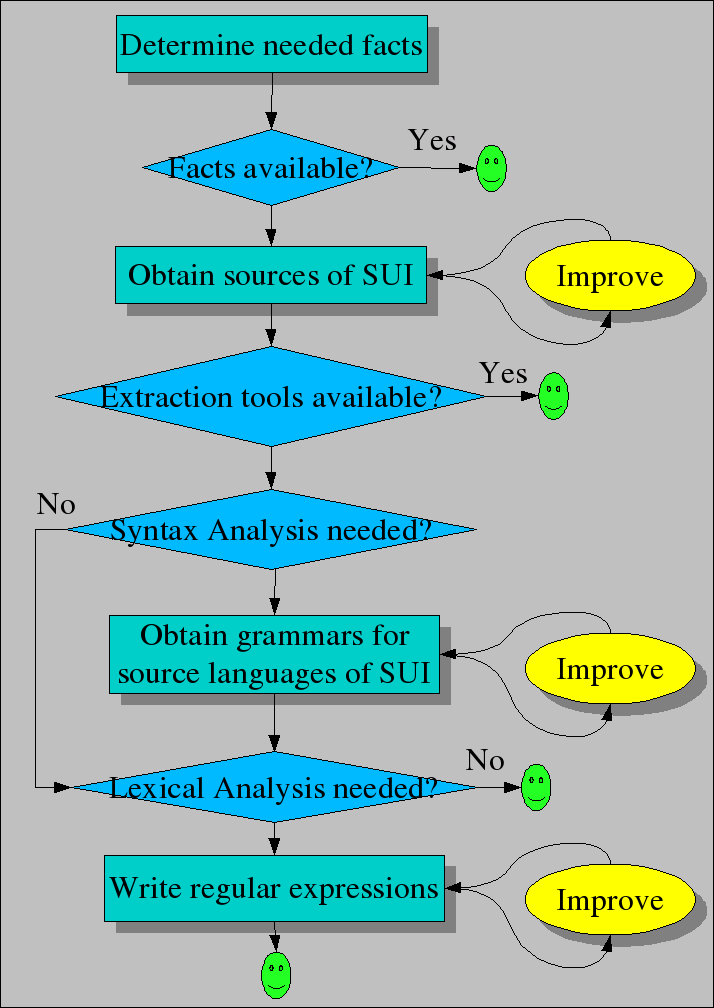 Determine needed facts
Yes
Facts available?
Obtain sources of SUI
Improve
Yes
Extraction tools available?
No
Syntax Analysis needed?
Obtain grammars for
source languages of SUI
Improve
No
Lexical Analysis needed?
Write regular expressions
Improve